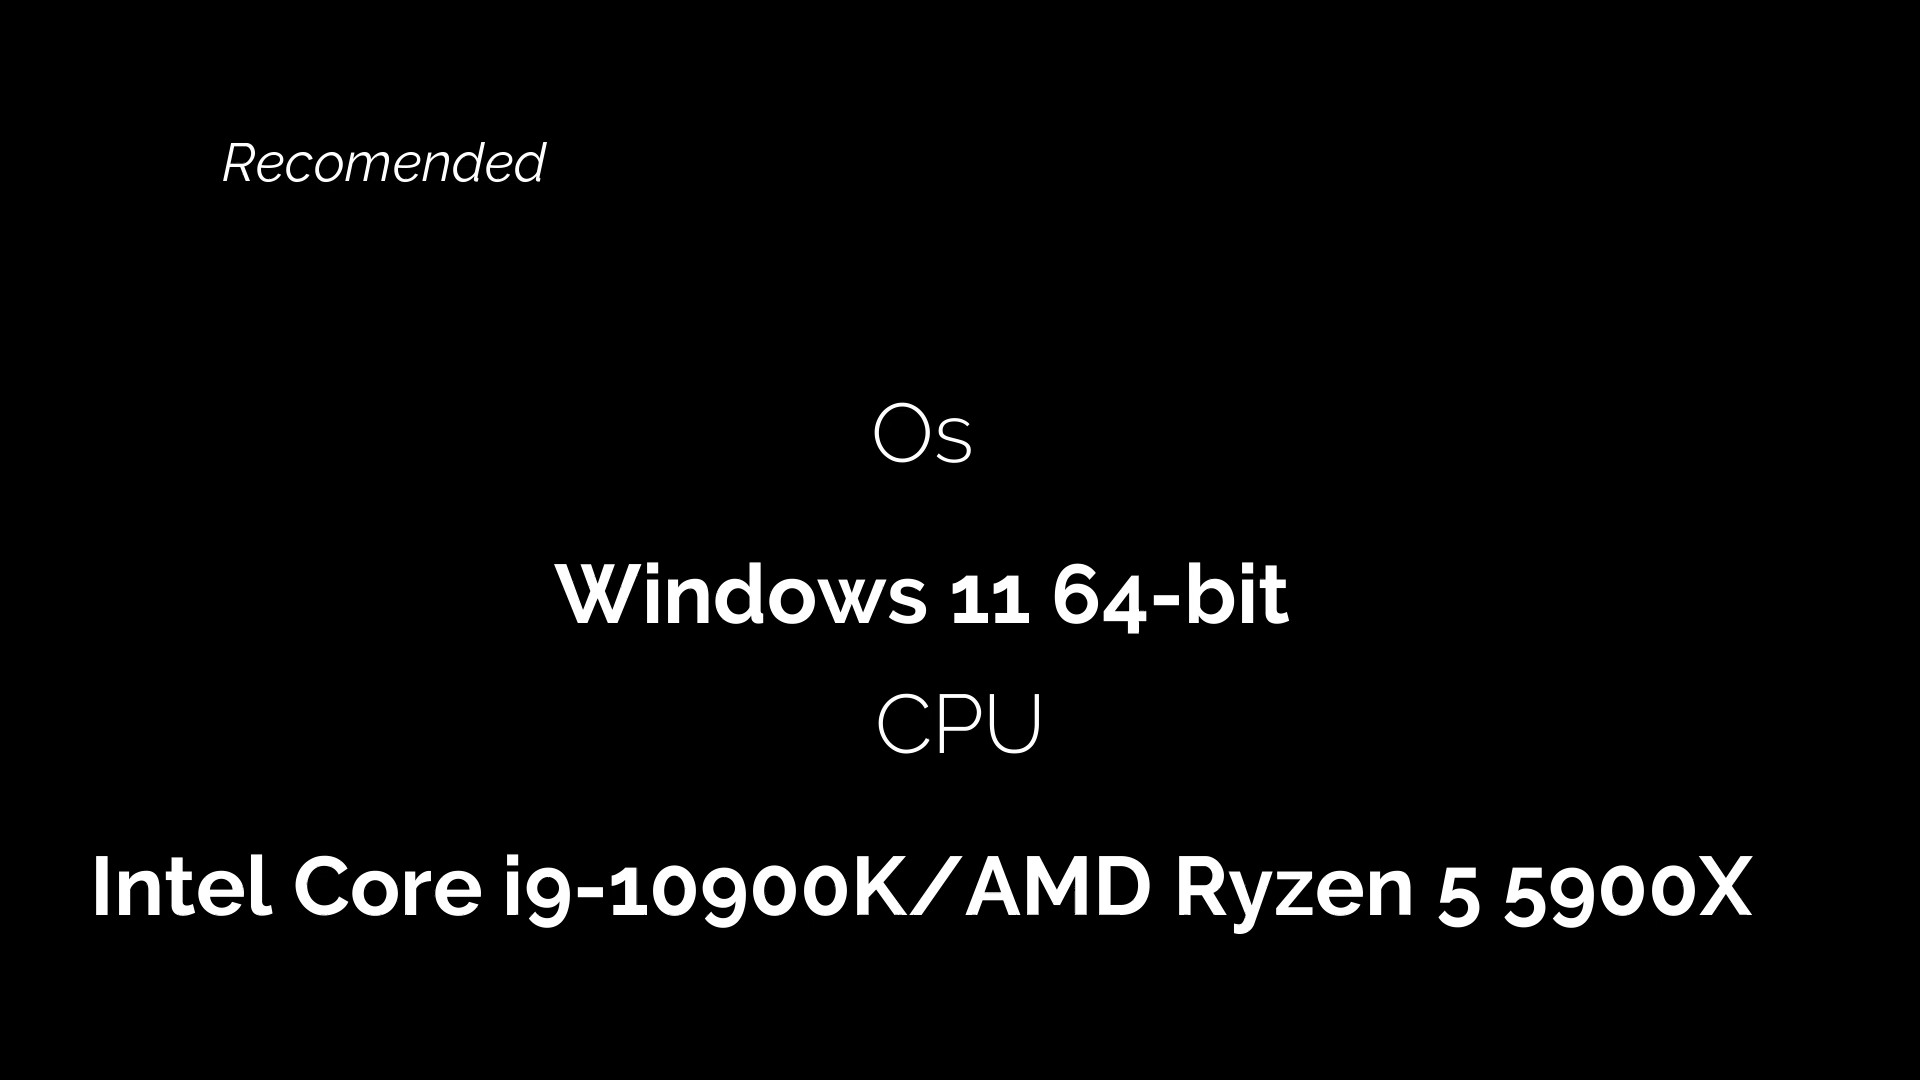 Recomended
Os
Windows 11 64-bit
CPU
Intel Core i9-10900K/AMD Ryzen 5 5900X